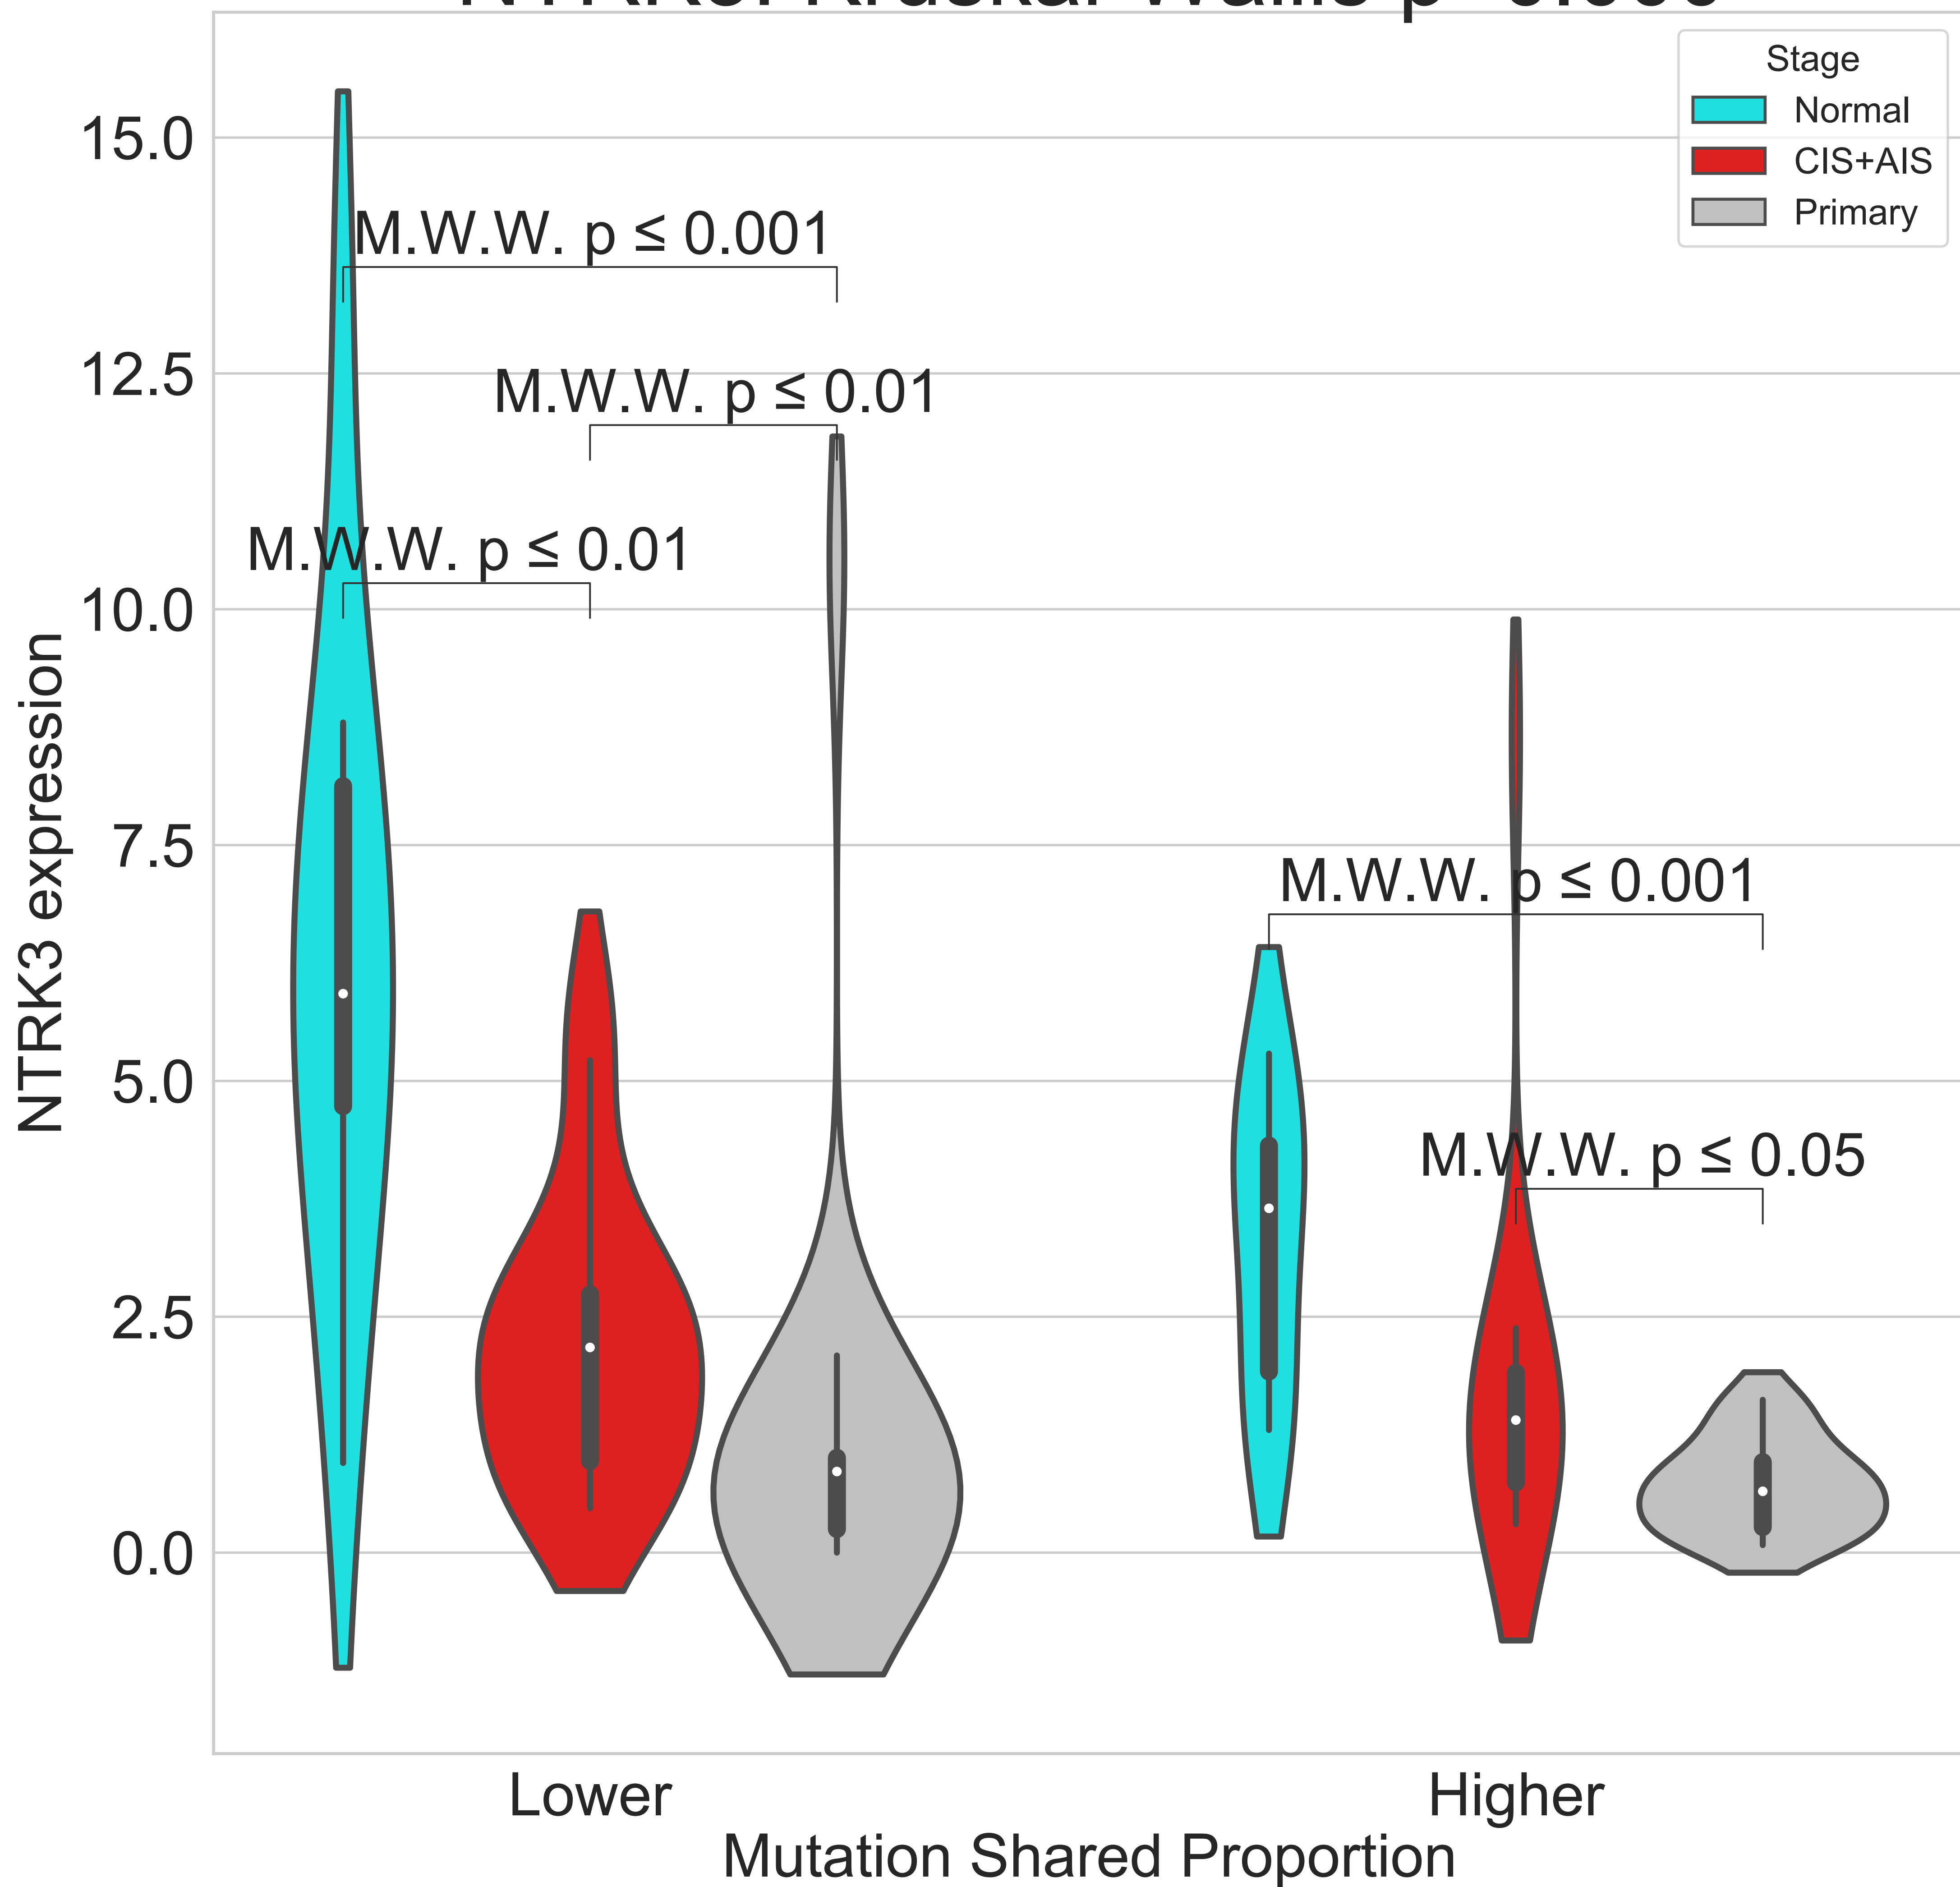 Stage
Normal
CIS+AIS
Primary
15.0
12.5
10.0
7.5
5.0
2.5
0.0
NTRK3 expression
M.W.W. p ≤ 0.001
M.W.W. p ≤ 0.01
M.W.W. p ≤ 0.01
M.W.W. p ≤ 0.001
M.W.W. p ≤ 0.05
Lower
Higher
Mutation Shared Proportion